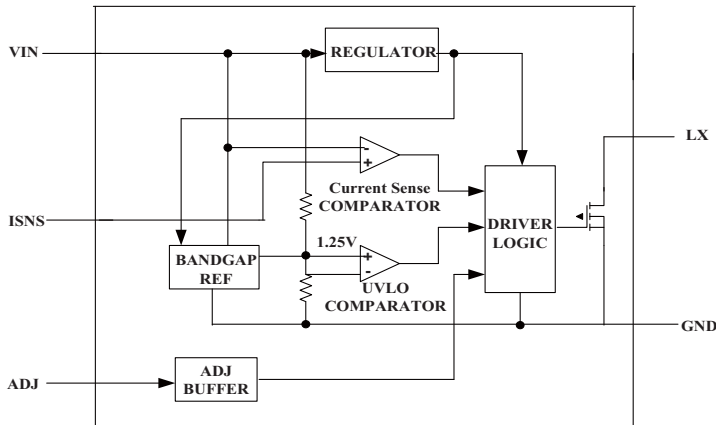 VIN
REGULATOR
LX
-
+
Current Sense
COMPARATOR
ISNS
DRIVER
LOGIC
1.25V
BANDGAP
REF
+
-
UVLO
COMPARATOR
GND
ADJ
ADJ
BUFFER